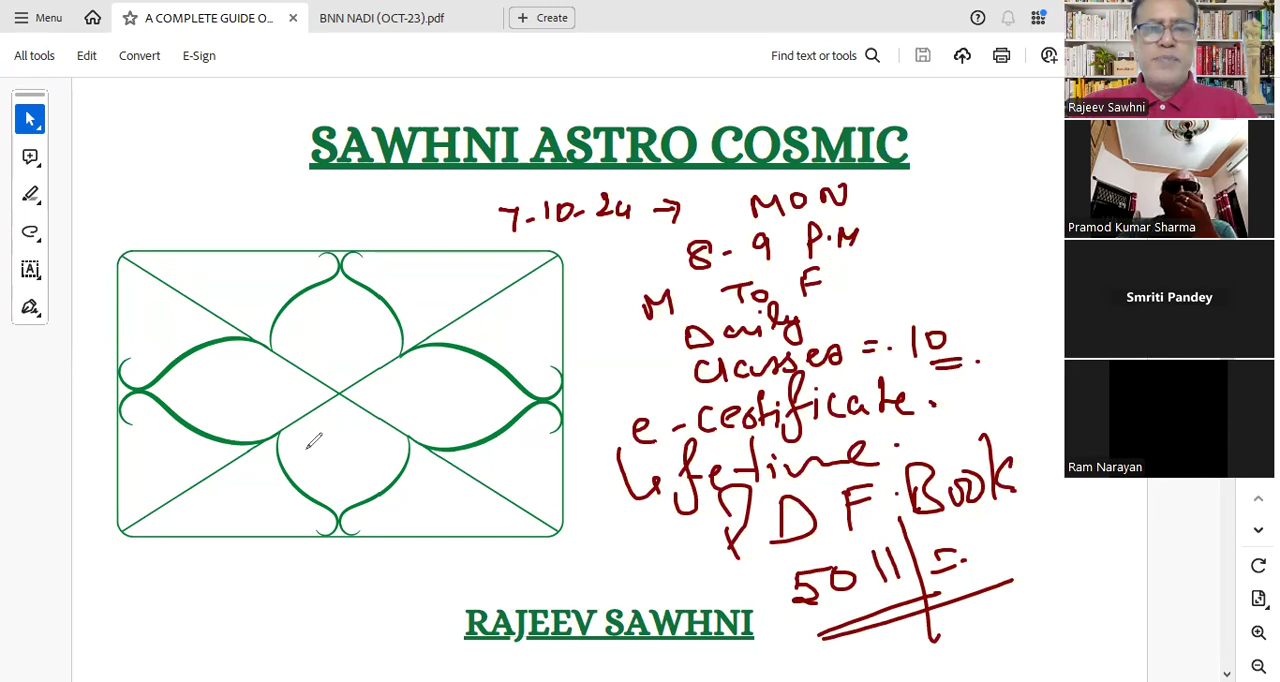 Menu
A COMPLETE GUIDE O...
BNN NADI (OCT-23).pdf
Create
All tools
Edit
Convert
E-Sign
Find text or tools
SAWHNI ASTRO COSMIC
7-10-24 → MON
8-9 P.M
M TO F
Daily
classes = 10
e-certificate.
Lifetime.
PDF. Book
5011/=
RAJEEV SAWHNI
Rajeev Sawhni
Pramod Kumar Sharma
Smriti Pandey
Ram Narayan